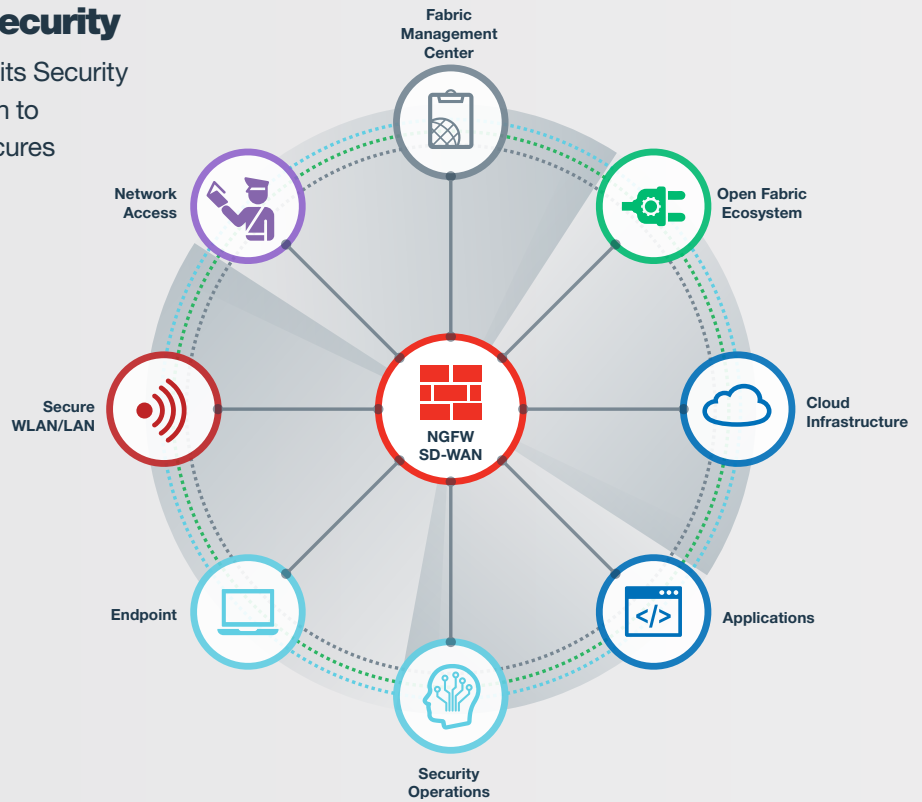 ecurity
its Security
to
Fabric
Management
Center
Network
Access
Open Fabric
Ecosystem
Secure
WLAN/LAN
NGFW
SD-WAN
Cloud
Infrastructure
Endpoint
</>
Applications
Security
Operations